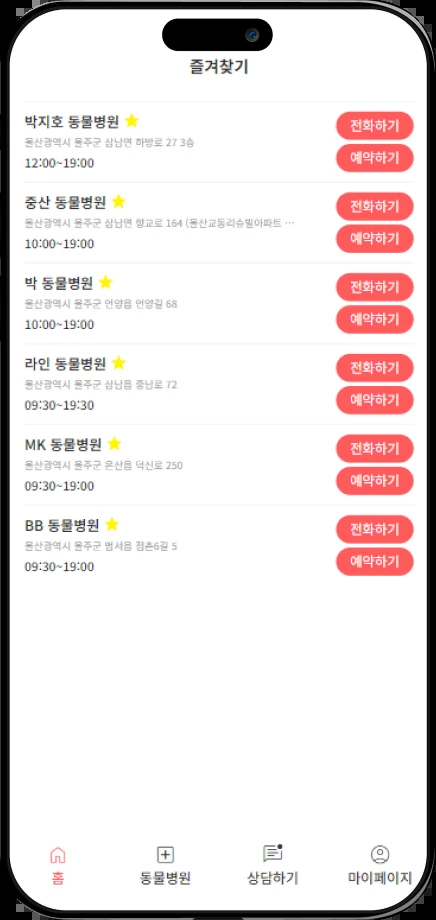 즐겨찾기
박지호 동물병원
울산광역시 울주군 삼남면 하방로 27 3층
12:00~19:00
전화하기
예약하기
중산 동물병원
울산광역시 울주군 삼남면 향교로 164 (울산교동리슈빌아파트 ···
10:00~19:00
전화하기
예약하기
박 동물병원
울산광역시 울주군 언양읍 언양길 68
10:00~19:00
전화하기
예약하기
라인 동물병원
울산광역시 울주군 삼남읍 중남로 72
09:30~19:30
전화하기
예약하기
MK 동물병원
울산광역시 울주군 온산읍 덕신로 250
09:30~19:00
전화하기
예약하기
BB 동물병원
울산광역시 울주군 범서읍 점촌6길 5
09:30~19:00
전화하기
예약하기
홈
동물병원
상담하기
마이페이지